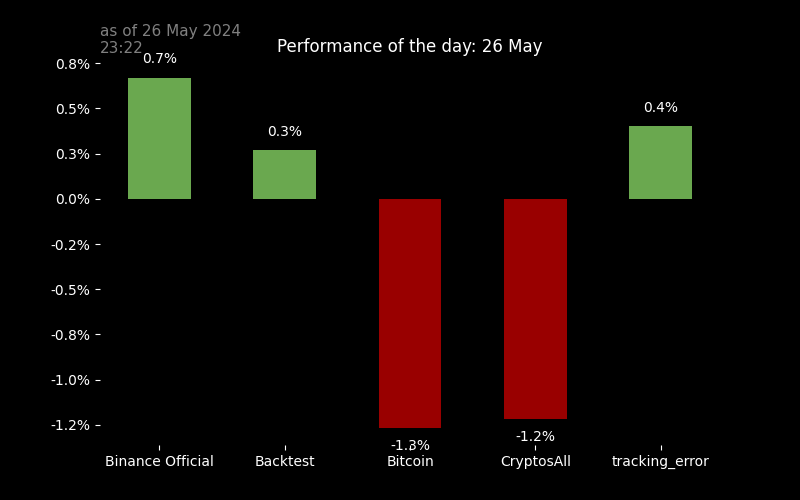 as of 26 May 2024
23:22
Performance of the day: 26 May
0.8%
0.5%
0.3%
0.0%
-0.2%
-0.5%
-0.8%
-1.0%
-1.2%
0.7%
0.3%
-1.3%
-1.2%
0.4%
Binance Official
Backtest
Bitcoin
CryptosAll
tracking_error